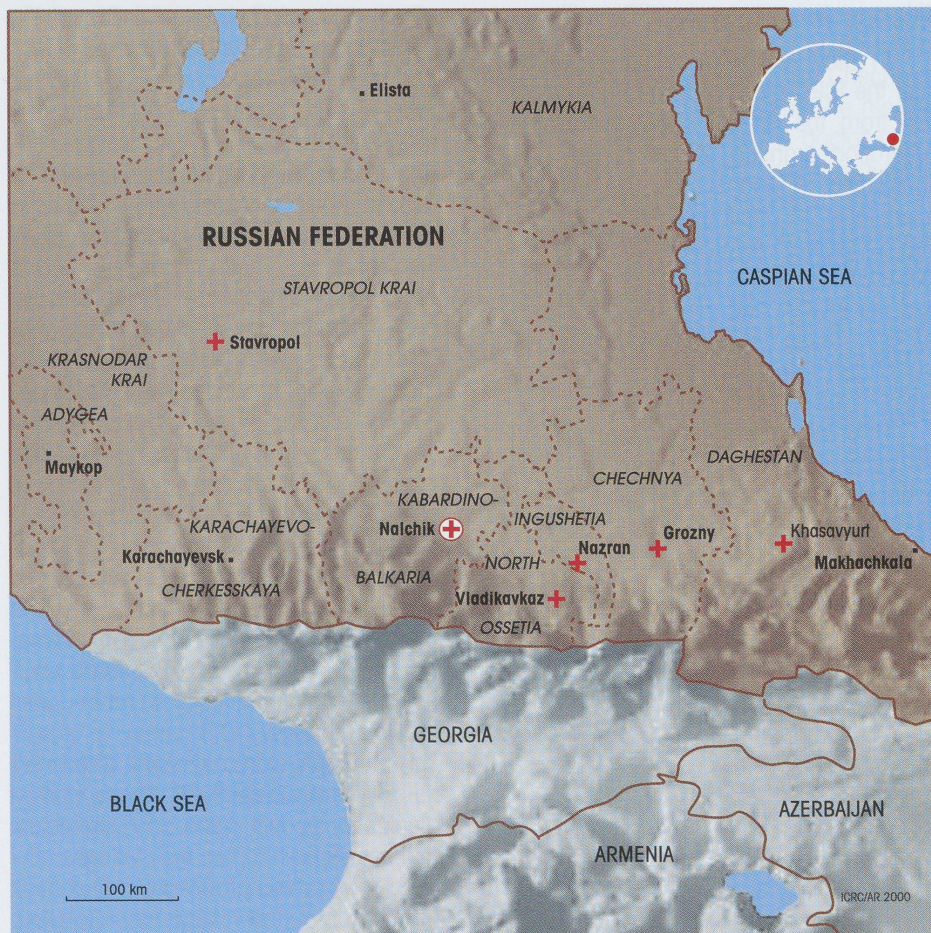 Elista
KALMYKIA
RUSSIAN FEDERATION
STAVROPOL KRAI
CASPIAN SEA
Stavropol
KRASNODAR
KRAI
ADYGEA
Maykop
DAGHESTAN
CHECHNYA
KABARDINO-
KARACHAYEVO-
Nalchik
INGUSHETIA
Grozny
Khasavyurt
Nazran
Karachayevsk
NORTH
Makhachkala
BALKARIA
CHERKESSKAYA
Vladikavkaz
OSSETIA
GEORGIA
BLACK SEA
AZERBAIJAN
ARMENIA
100 km
ICRC/AR.2000